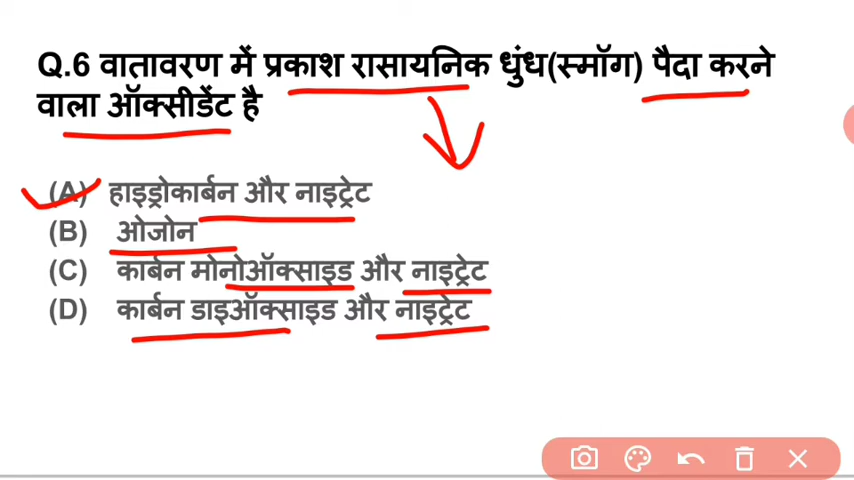 Q.6 वातावरण में प्रकाश रासायनिक धुंध(स्मॉग) पैदा करने
वाला ऑक्सीडेंट है
(A) हाइड्रोकार्बन और नाइट्रेट
(B) ओजोन
(C) कार्बन मोनोऑक्साइड और नाइट्रेट
(D) कार्बन डाइऑक्साइड और नाइट्रेट